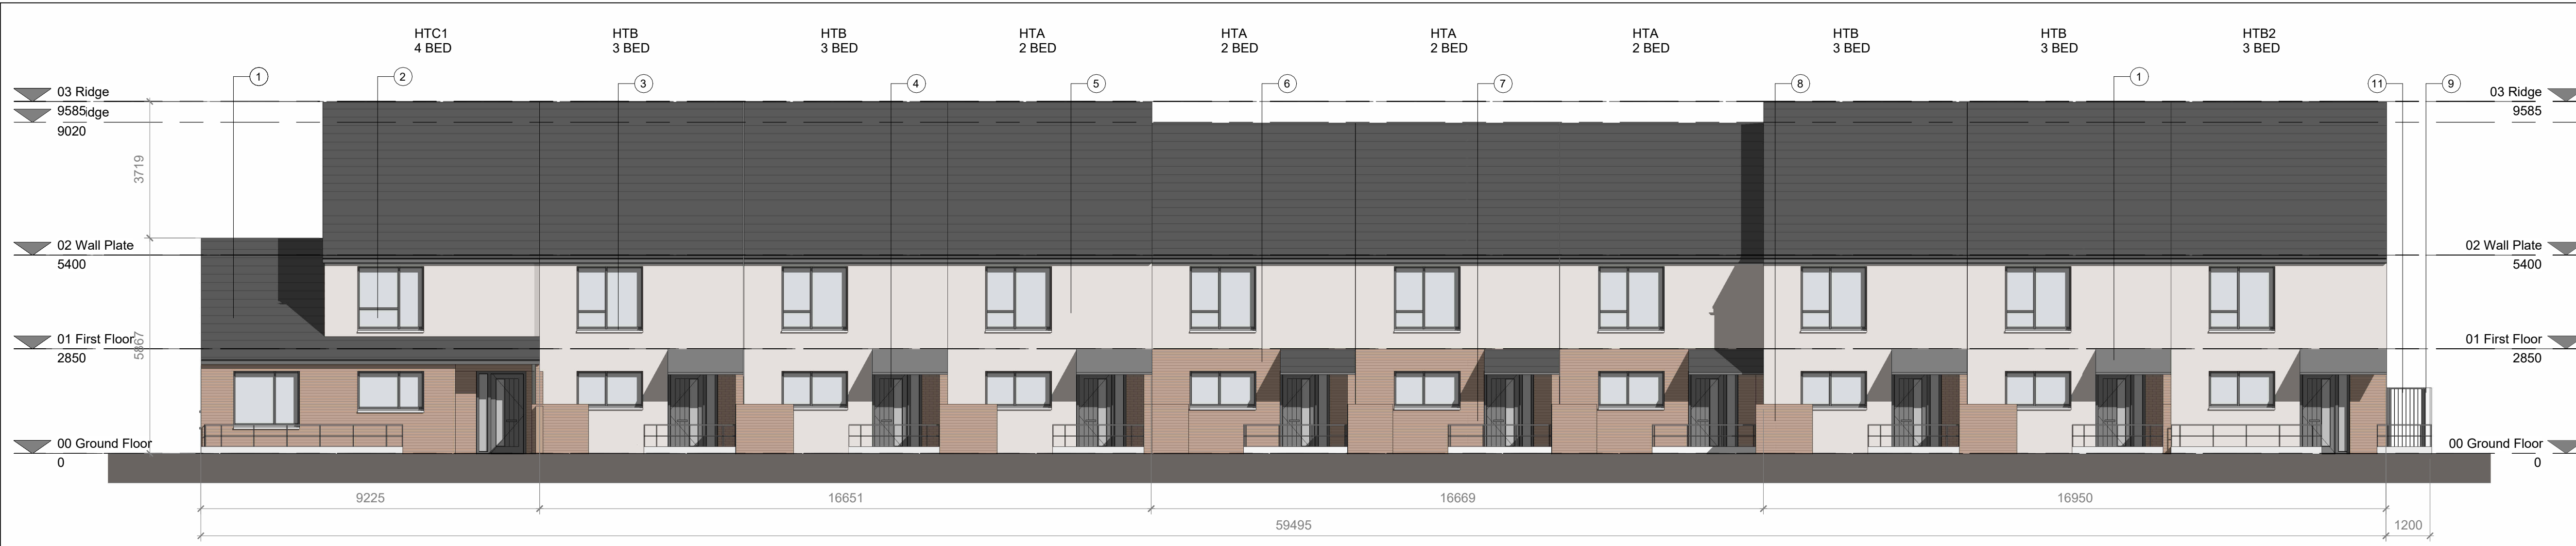 HTC1
4 BED
HTB
3 BED
HTB
3 BED
HTA
2 BED
HTA
2 BED
HTA
2 BED
HTA
2 BED
HTB
3 BED
HTB
3 BED
HTB2
3 BED
1
2
3
4
5
6
7
8
1
11
9
03 Ridge
9585
idge
9020
03 Ridge
9585
3719
02 Wall Plate
5400
02 Wall Plate
5400
01 First Floor
2850
5867
01 First Floor
2850
00 Ground Floor
0
00 Ground Floor
0
9225
16651
16669
16950
59495
1200